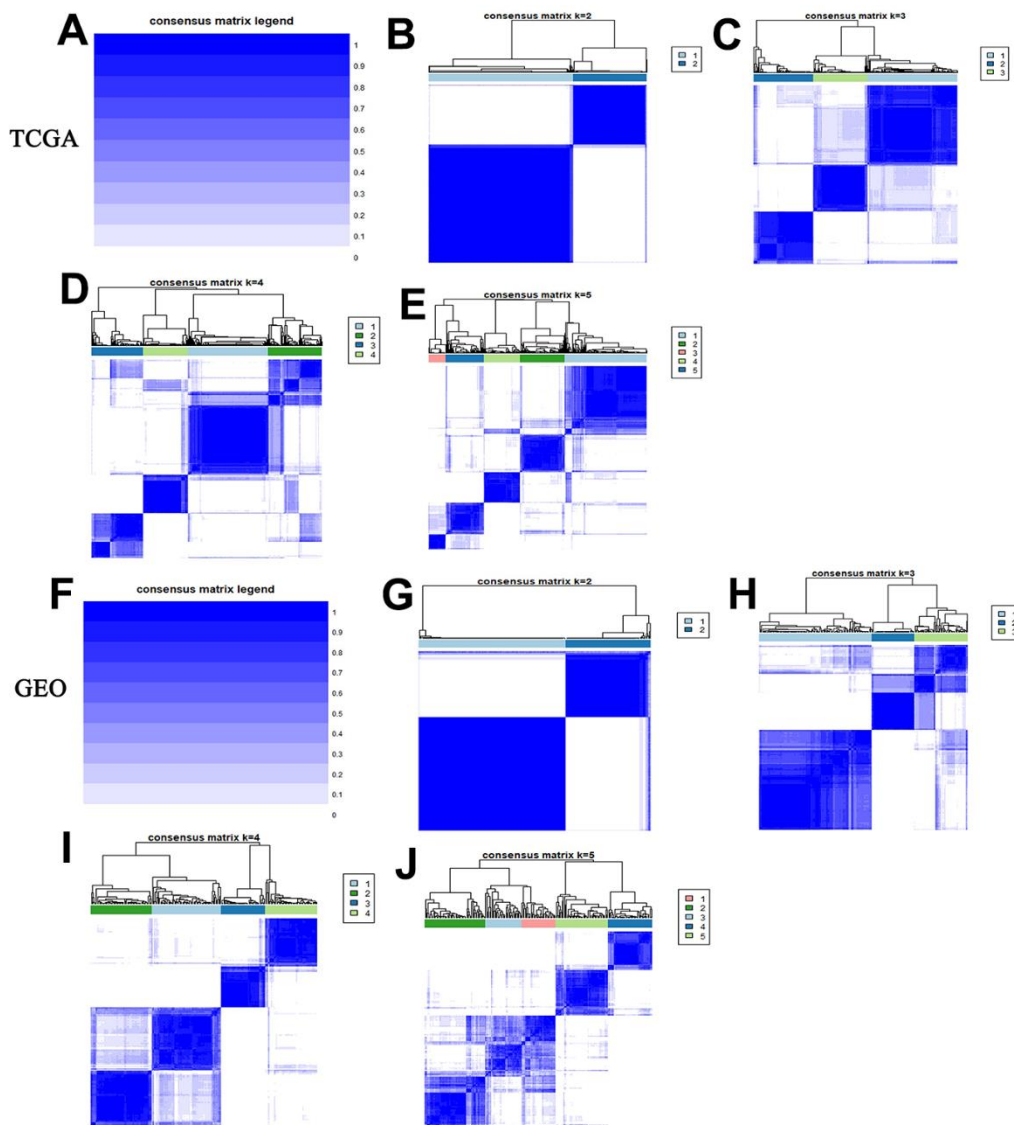 A
consensus matrix legend
1
0.9
0.8
0.7
0.6
0.5
0.4
0.3
0.2
0.1
0
TCGA
B
consensus matrix k=2
1
2
C
consensus matrix k=3
1
2
3
D
consensus matrix k=4
1
2
3
4
E
consensus matrix k=5
1
2
3
4
5
F
consensus matrix legend
1
0.9
0.8
0.7
0.6
0.5
0.4
0.3
0.2
0.1
0
GEO
G
consensus matrix k=2
1
2
H
consensus matrix k=3
1
2
3
I
consensus matrix k=4
1
2
3
4
J
consensus matrix k=5
1
2
3
4
5